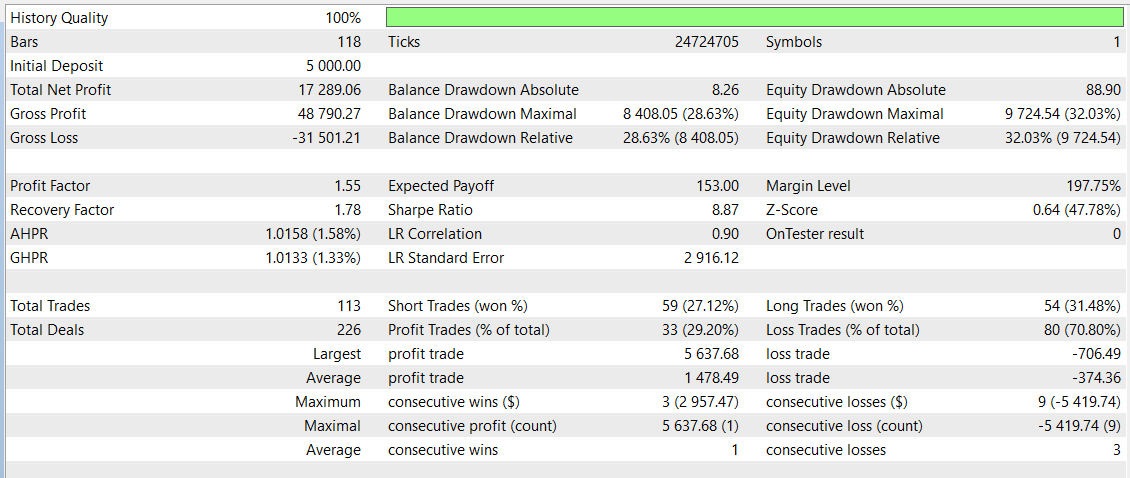 History Quality 100%
Bars 118 Ticks 24724705 Symbols 1
Initial Deposit 5 000.00
Total Net Profit 17 289.06 Balance Drawdown Absolute 8.26 Equity Drawdown Absolute 88.90
Gross Profit 48 790.27 Balance Drawdown Maximal 8 408.05 (28.63%) Equity Drawdown Maximal 9 724.54 (32.03%)
Gross Loss -31 501.21 Balance Drawdown Relative 28.63% (8 408.05) Equity Drawdown Relative 32.03% (9 724.54)
Profit Factor 1.55 Expected Payoff 153.00 Margin Level 197.75%
Recovery Factor 1.78 Sharpe Ratio 8.87 Z-Score 0.64 (47.78%)
AHPR 1.0158 (1.58%) LR Correlation 0.90 OnTester result 0
GHPR 1.0133 (1.33%) LR Standard Error 2 916.12
Total Trades 113 Short Trades (won %) 59 (27.12%) Long Trades (won %) 54 (31.48%)
Total Deals 226 Profit Trades (% of total) 33 (29.20%) Loss Trades (% of total) 80 (70.80%)
Largest profit trade 5 637.68 loss trade -706.49
Average profit trade 1 478.49 loss trade -374.36
Maximum consecutive wins ($) 3 (2 957.47) consecutive losses ($) 9 (-5 419.74)
Maximal consecutive profit (count) 5 637.68 (1) consecutive loss (count) -5 419.74 (9)
Average consecutive wins 1 consecutive losses 3